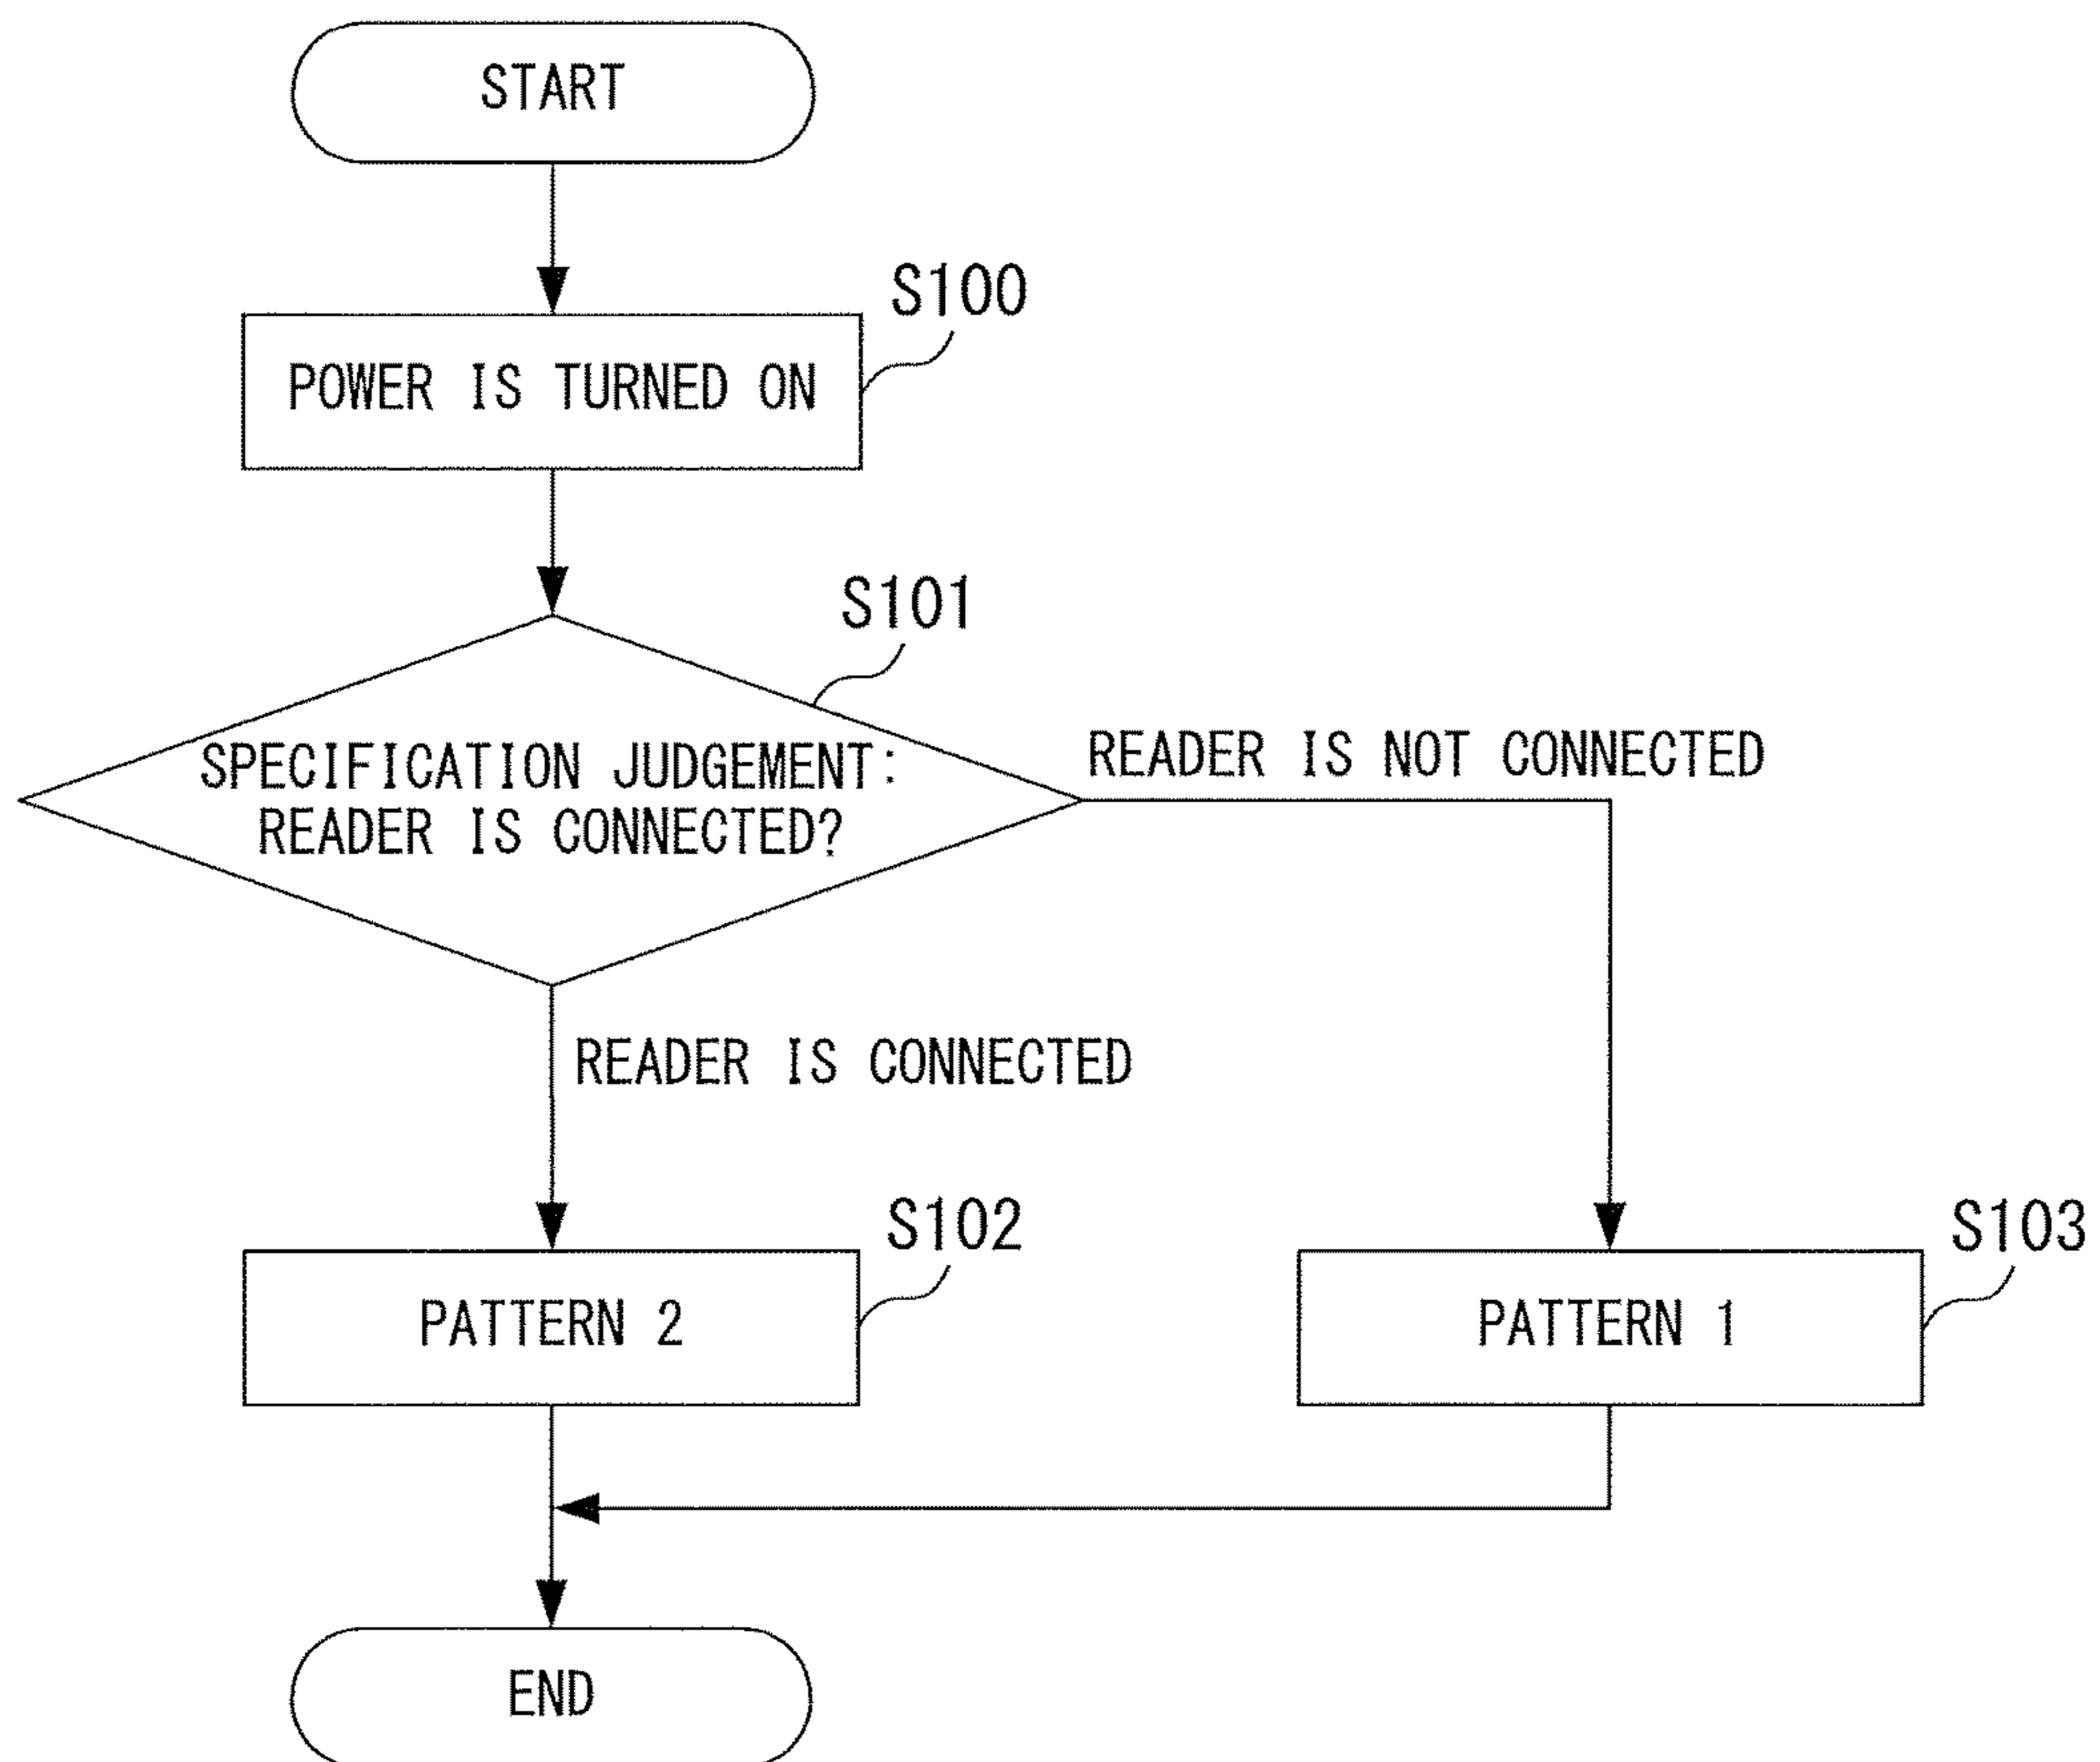 START
S100
POWER IS TURNED ON
S101
SPECIFICATION JUDGEMENT:
READER IS CONNECTED?
READER IS NOT CONNECTED
READER IS CONNECTED
S102
PATTERN 2
S103
PATTERN 1
END